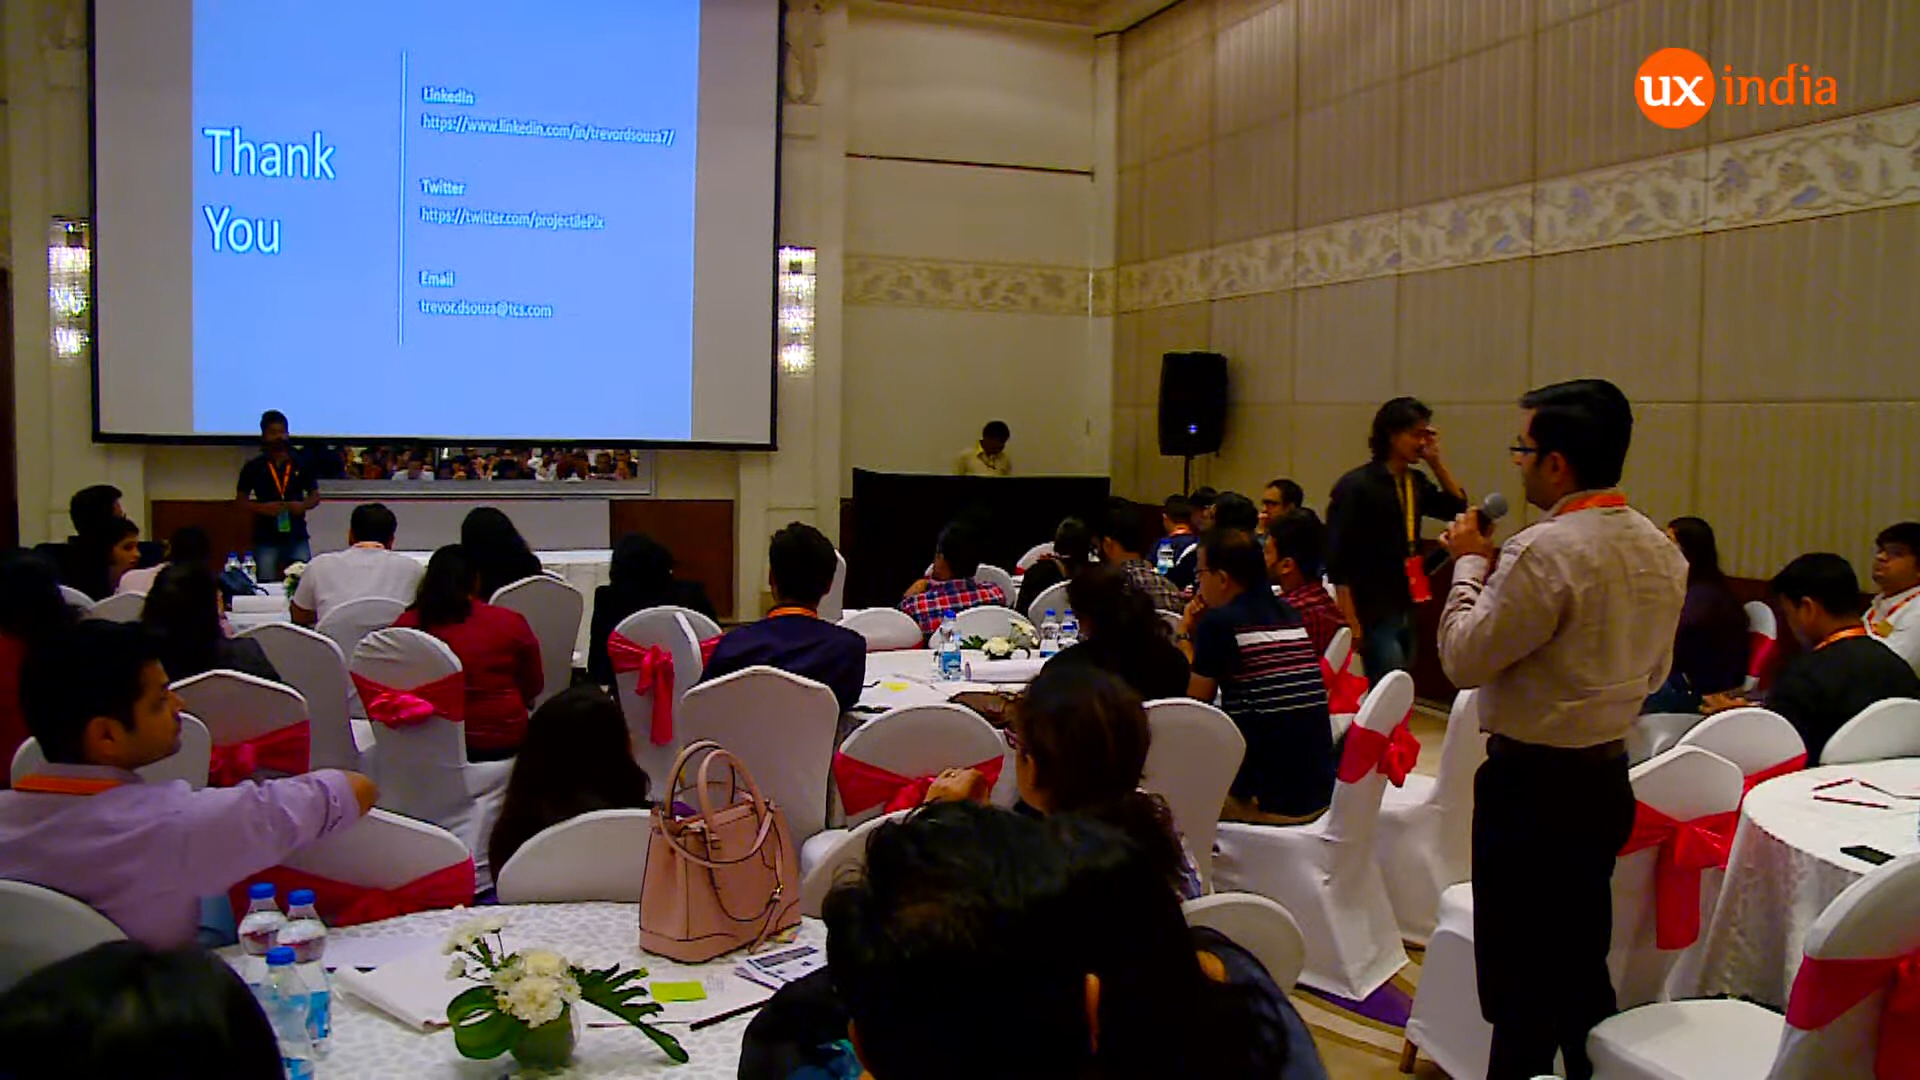 Thank
You
LinkedIn
https://www.linkedin.com/in/trevordsouza7/
Twitter
https://twitter.com/projectilePix
Email
trevor.dsouza@tcs.com
ux india